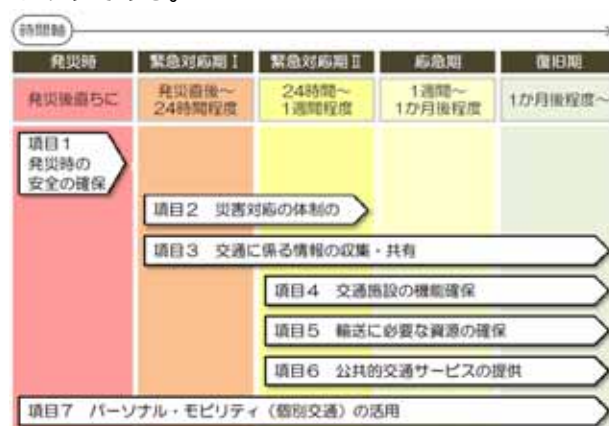 時間軸
発災時 緊急対応期Ⅰ 緊急対応期Ⅱ 応急期 復旧期
発災後直ちに 発災直後~ 24時間~ 1週間~ 1か月後程度~
24時間程度 1週間程度 1か月後程度
項目1
発災時の
安全の確保
項目2 災害対応の体制の
項目3 交通に係る情報の収集・共有
項目4 交通施設の機能確保
項目5 輸送に必要な資源の確保
項目6 公共的交通サービスの提供
項目7 パーソナル・モビリティ(個別交通)の活用